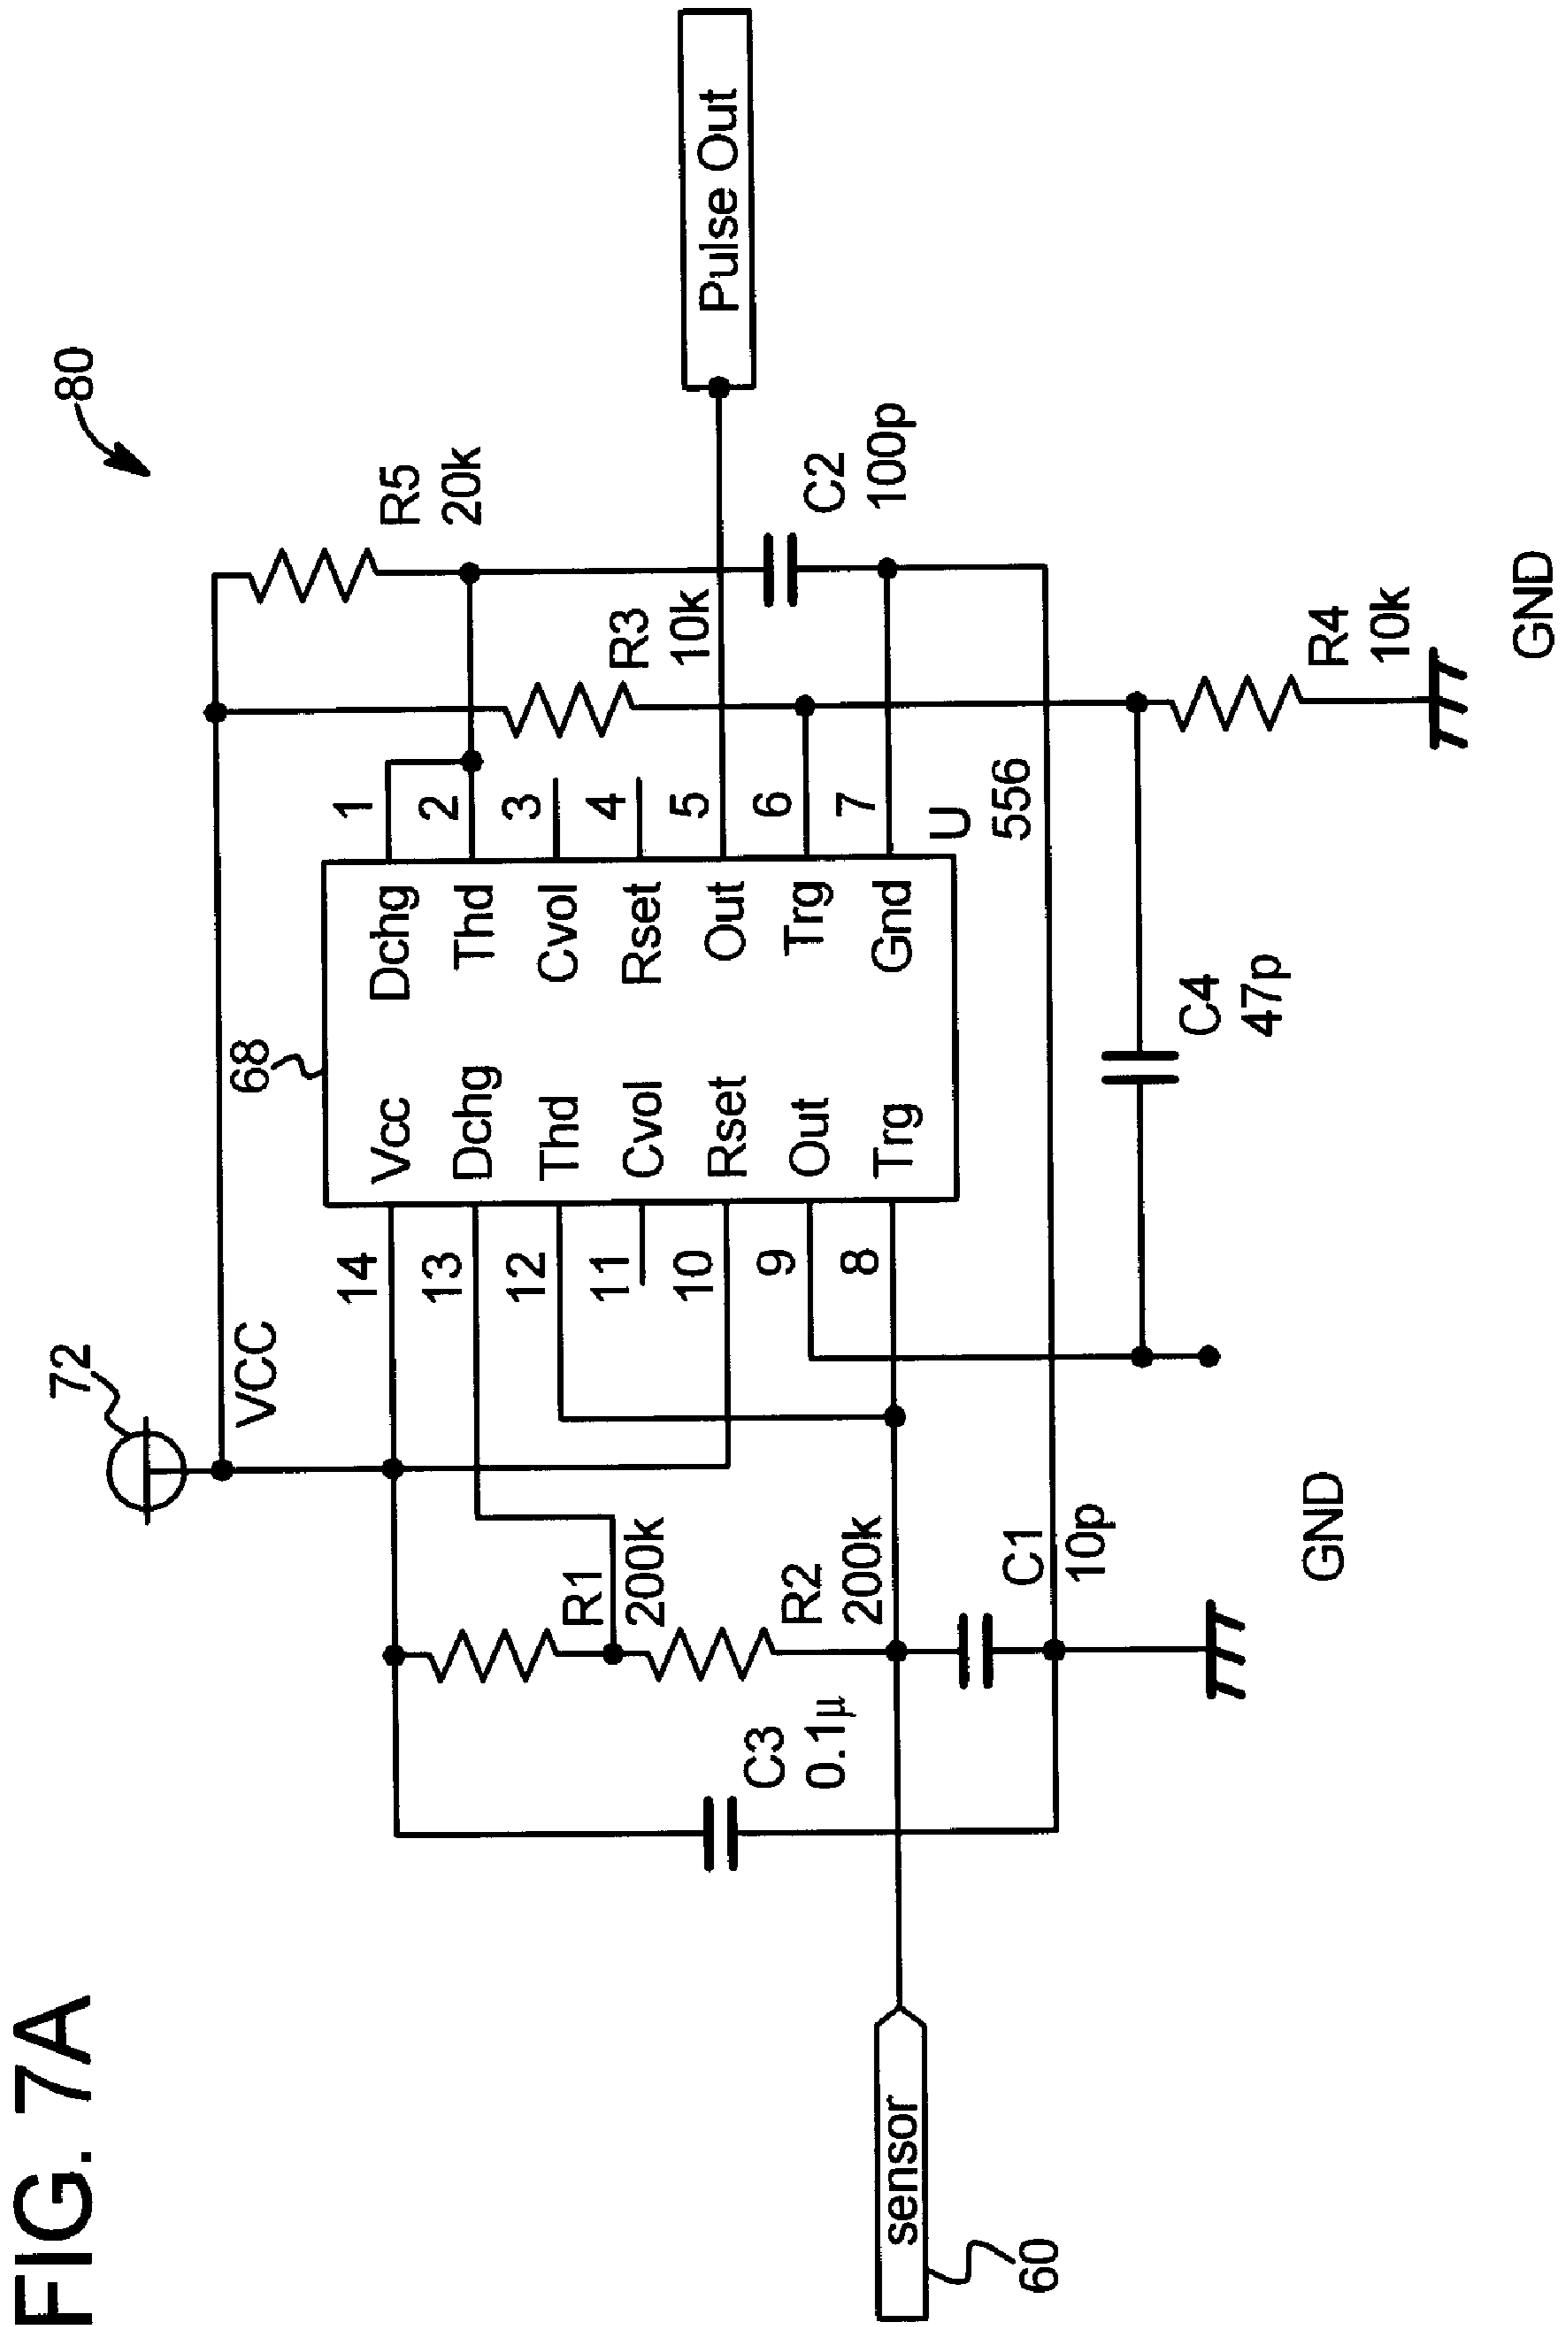 FIG. 7A
80
72
VCC
68
R5
20k
R3
10k
C2
100p
Pulse Out
14
13
12
11
10
9
8
Vcc
Dchg
Thd
Cvol
Rset
Out
Trg
Dchg
Thd
Cvol
Rset
Out
Trg
Gnd
1
2
3
4
5
6
7
U
556
R1
200k
R2
200k
C3
0.1µ
C1
10p
C4
47p
R4
10k
sensor
60
GND
GND